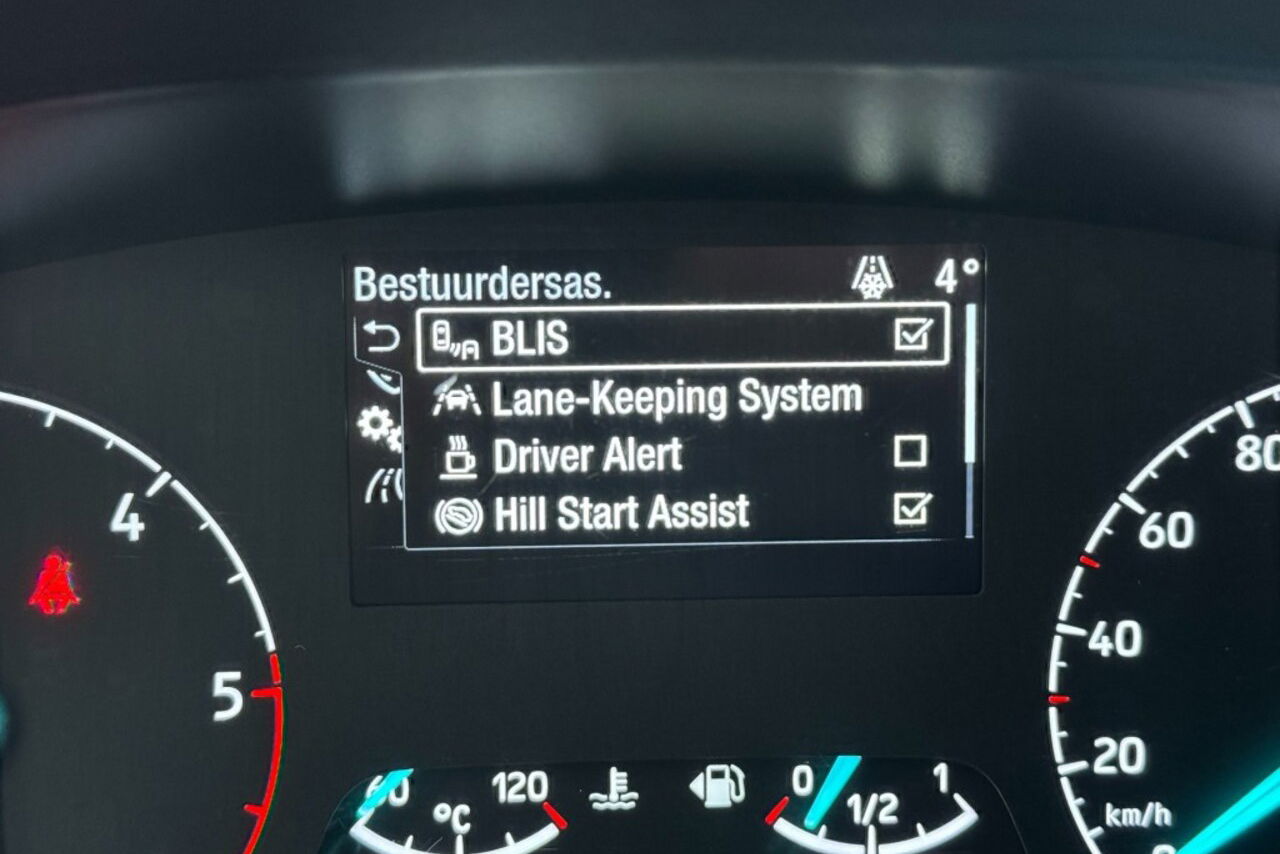 Bestuurdersas. 4°
BLIS
Lane-Keeping System
Driver Alert
Hill Start Assist
4
5
80
60
40
20
km/h
60
120
°C
0
1/2
1